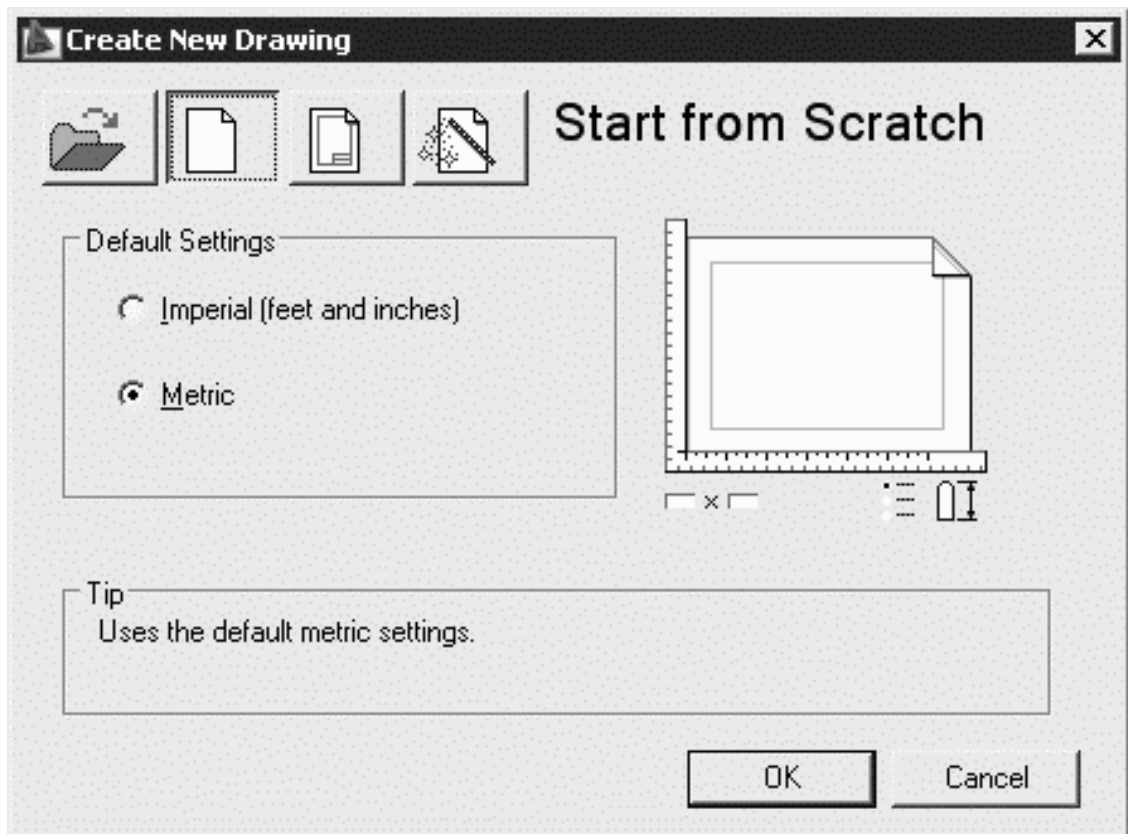 Create New Drawing
Start from Scratch
Default Settings
Imperial (feet and inches)
Metric
Tip
Uses the default metric settings.
OK
Cancel